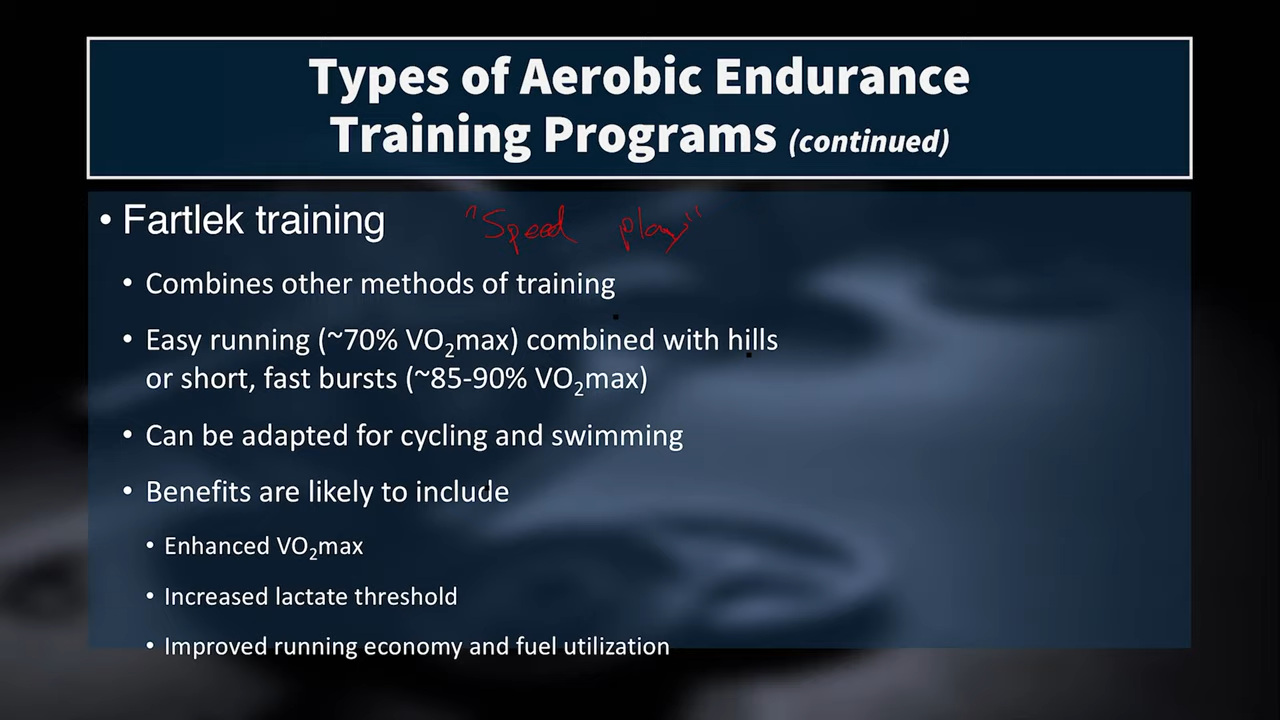 Types of Aerobic Endurance
Training Programs (continued)
• Fartlek training "Speed play"
• Combines other methods of training
• Easy running (~70% VO₂max) combined with hills
or short, fast bursts (~85-90% VO₂max)
• Can be adapted for cycling and swimming
• Benefits are likely to include
• Enhanced VO₂max
• Increased lactate threshold
• Improved running economy and fuel utilization